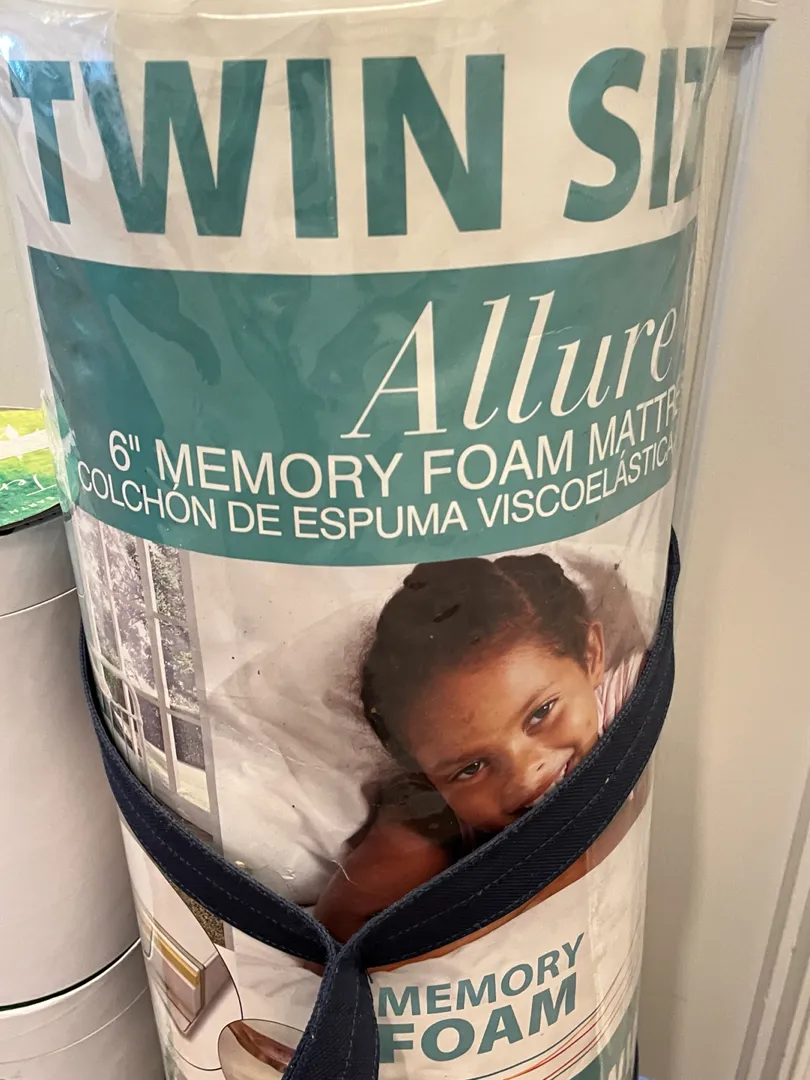 TWIN SIZ
Allure
6" MEMORY FOAM MATTR
COLCHÓN DE ESPUMA VISCOELÁSTICA
MEMORY
FOAM